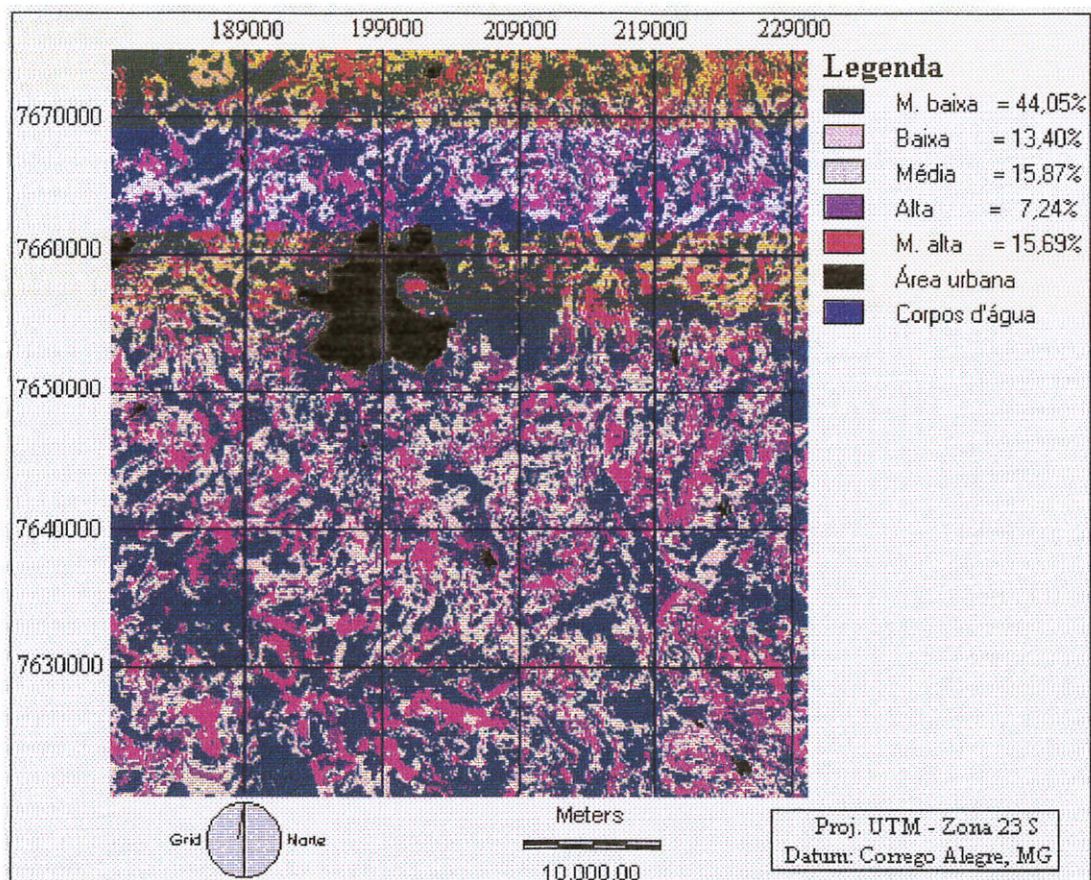 189000 199000 209000 219000 229000
Legenda
M. baixa = 44,05%
Baixa = 13,40%
Média = 15,87%
Alta = 7,24%
M. alta = 15,69%
Área urbana
Corpos d'água
7670000
7660000
7650000
7640000
7630000
Grid Norte
Meters
10.000,00
Proj. UTM - Zona 23 S
Datum: Corrego Alegre, MG